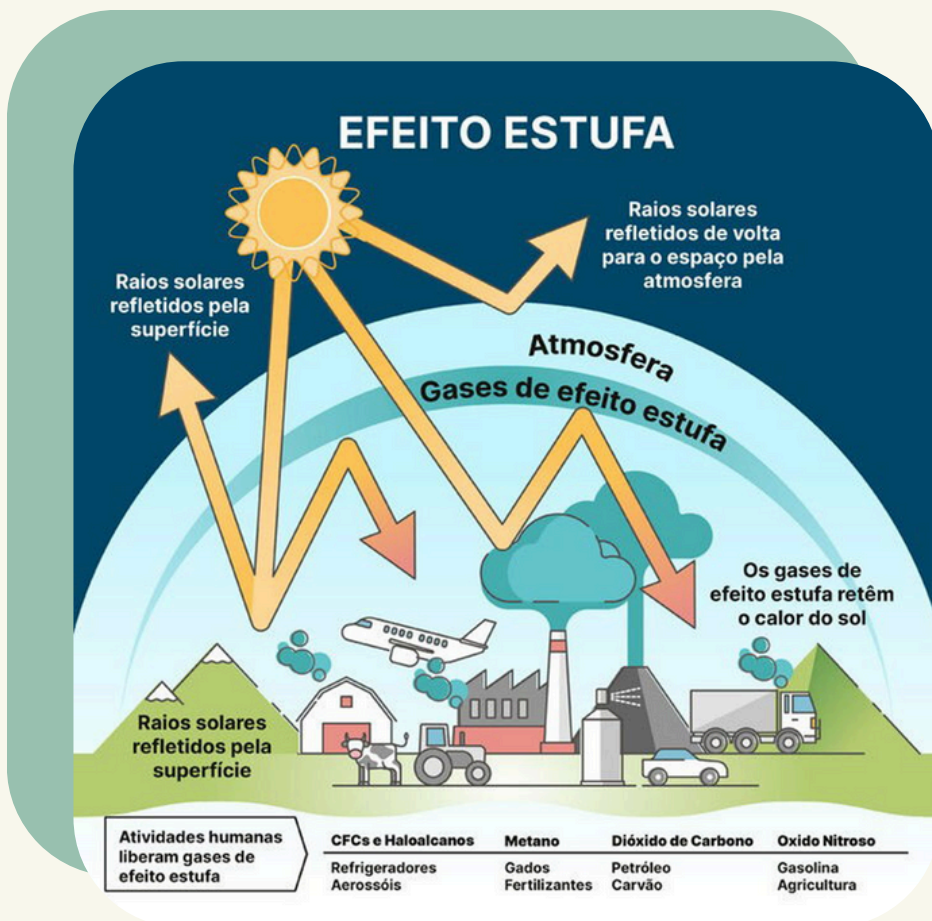 EFEITO ESTUFA
Raios solares
refletidos de volta
para o espaço pela
atmosfera
Raios solares
refletidos pela
superfície
Atmosfera
Gases de efeito estufa
Os gases de
efeito estufa retêm
o calor do sol
Raios solares
refletidos pela
superfície
Atividades humanas
liberam gases de
efeito estufa
CFCs e Haloalcanos
Refrigeradores
Aerossóis
Metano
Gados
Fertilizantes
Dióxido de Carbono
Petróleo
Carvão
Oxido Nitroso
Gasolina
Agricultura